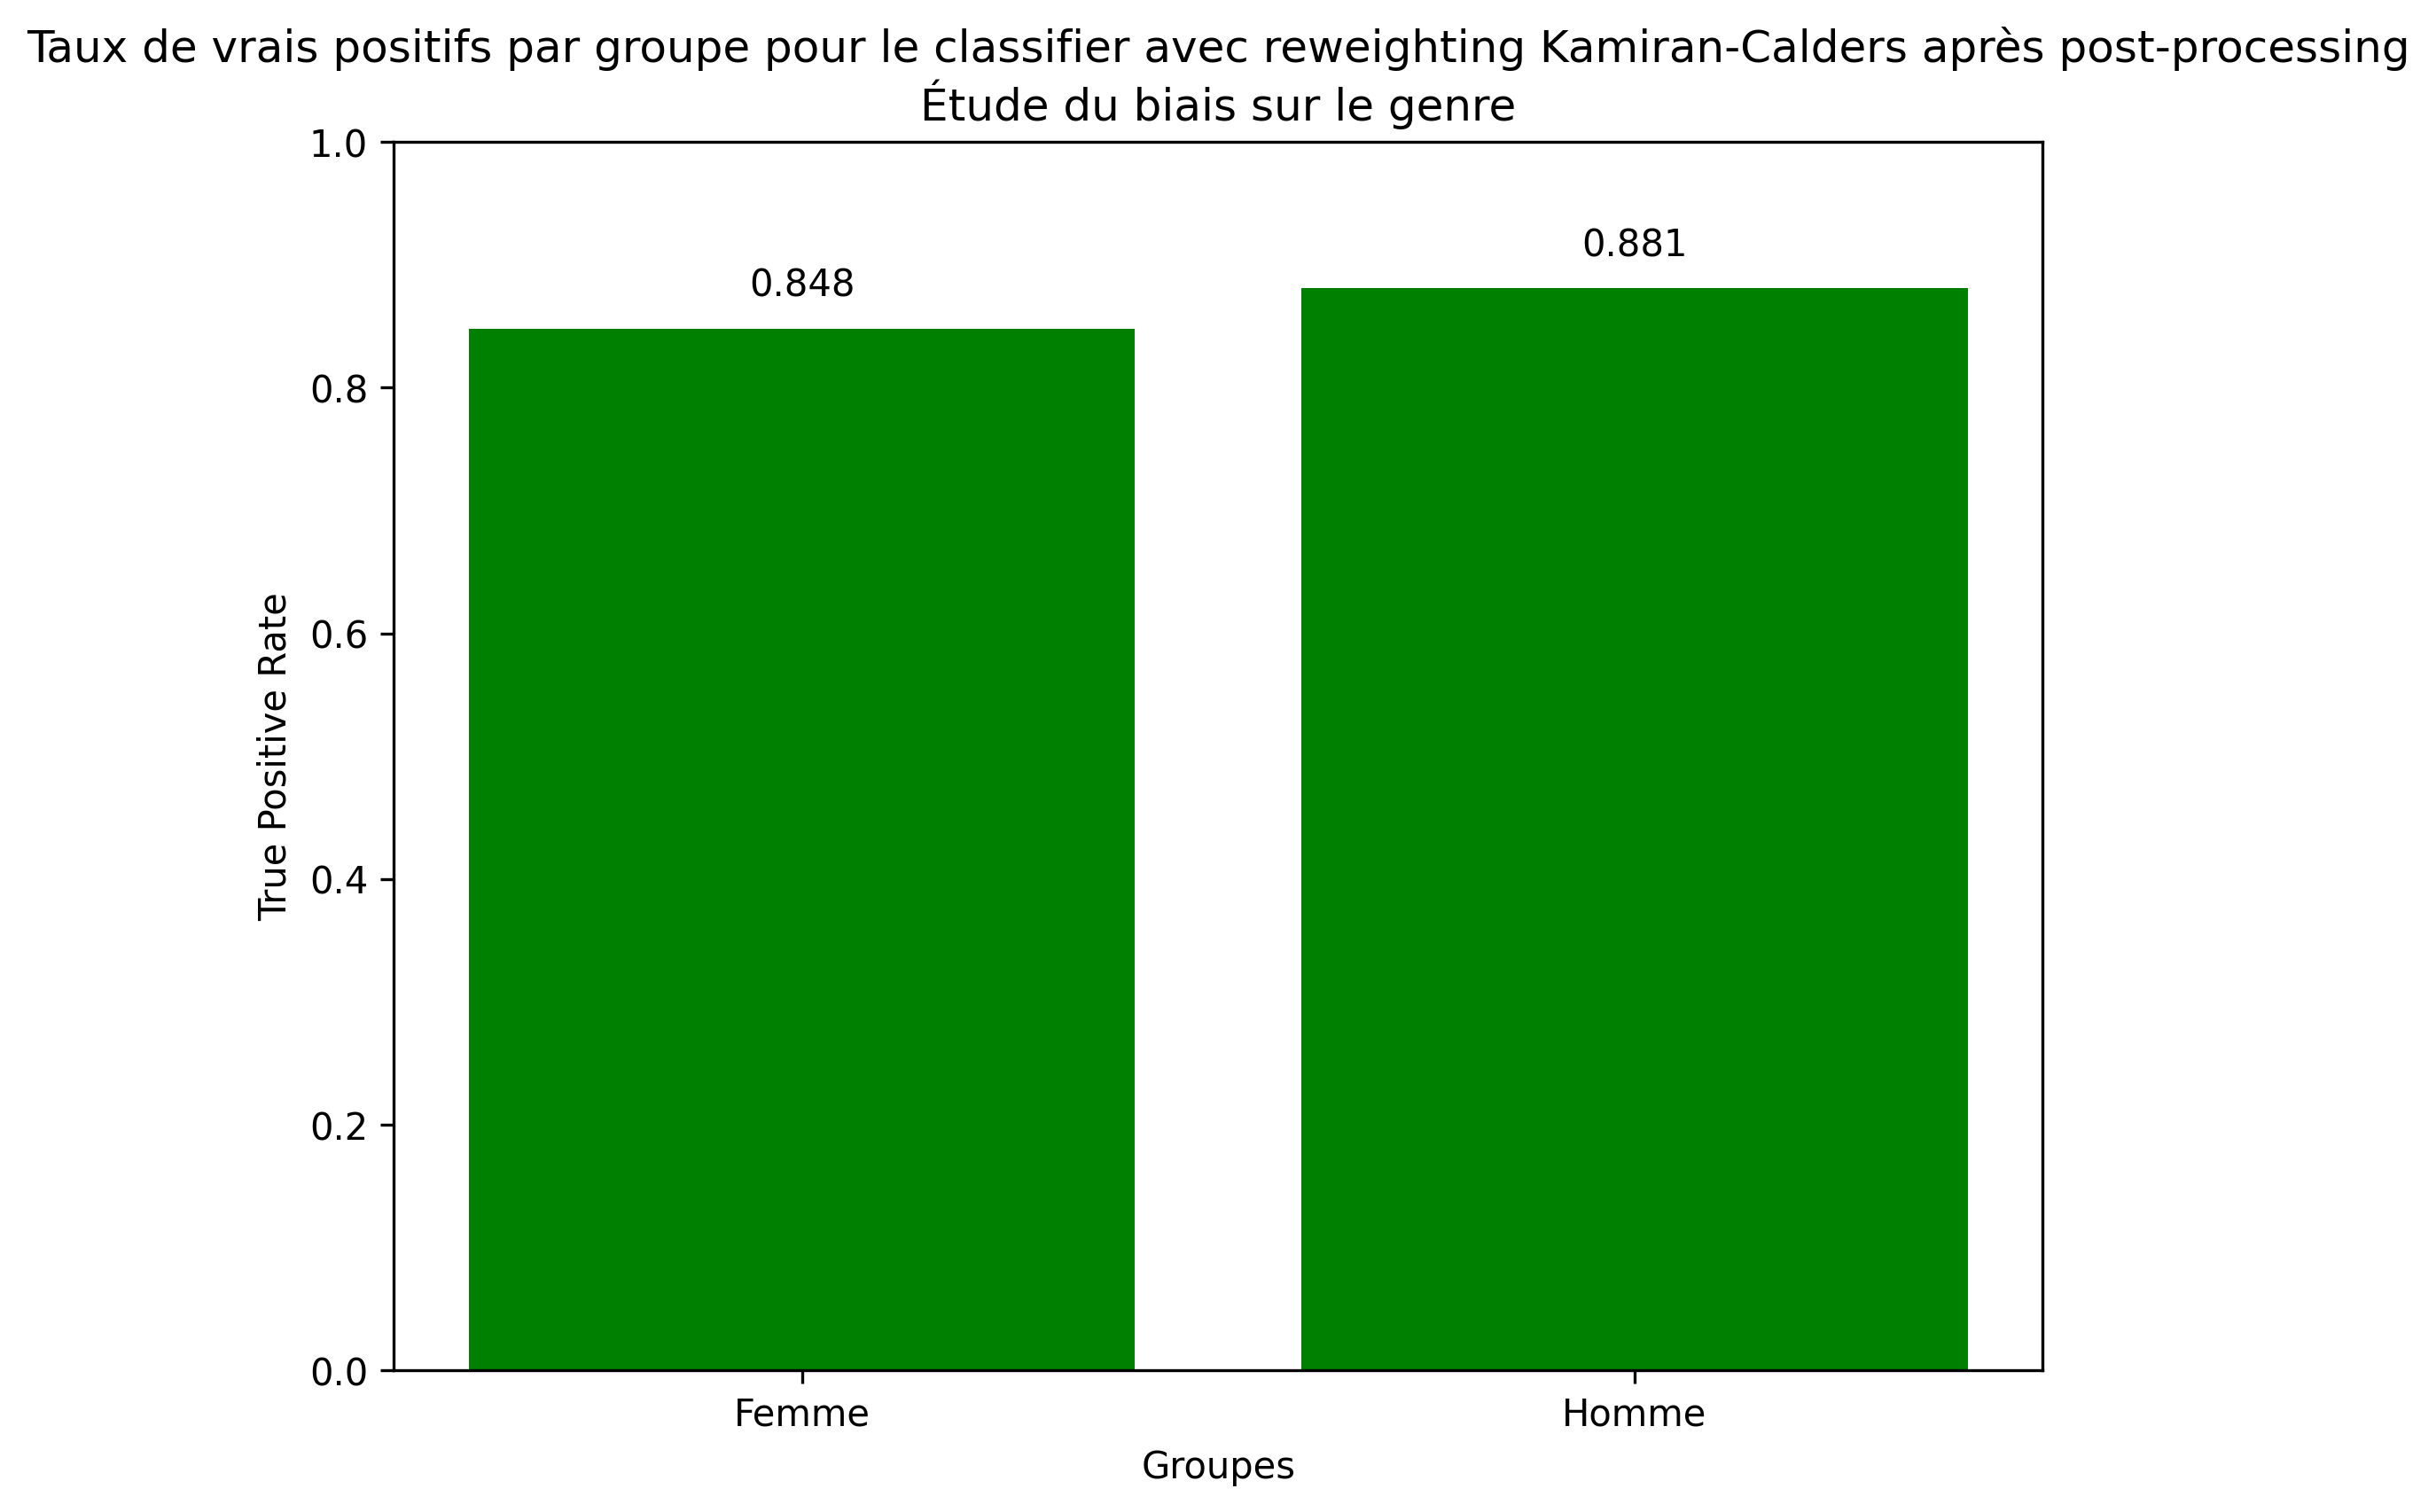 Taux de vrais positifs par groupe pour le classifier avec reweighting Kamiran-Calders après post-processing
Étude du biais sur le genre
1.0
0.8
0.6
0.4
0.2
0.0
True Positive Rate
0.848
0.881
Femme
Homme
Groupes